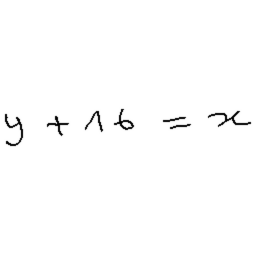 y + 16 = x